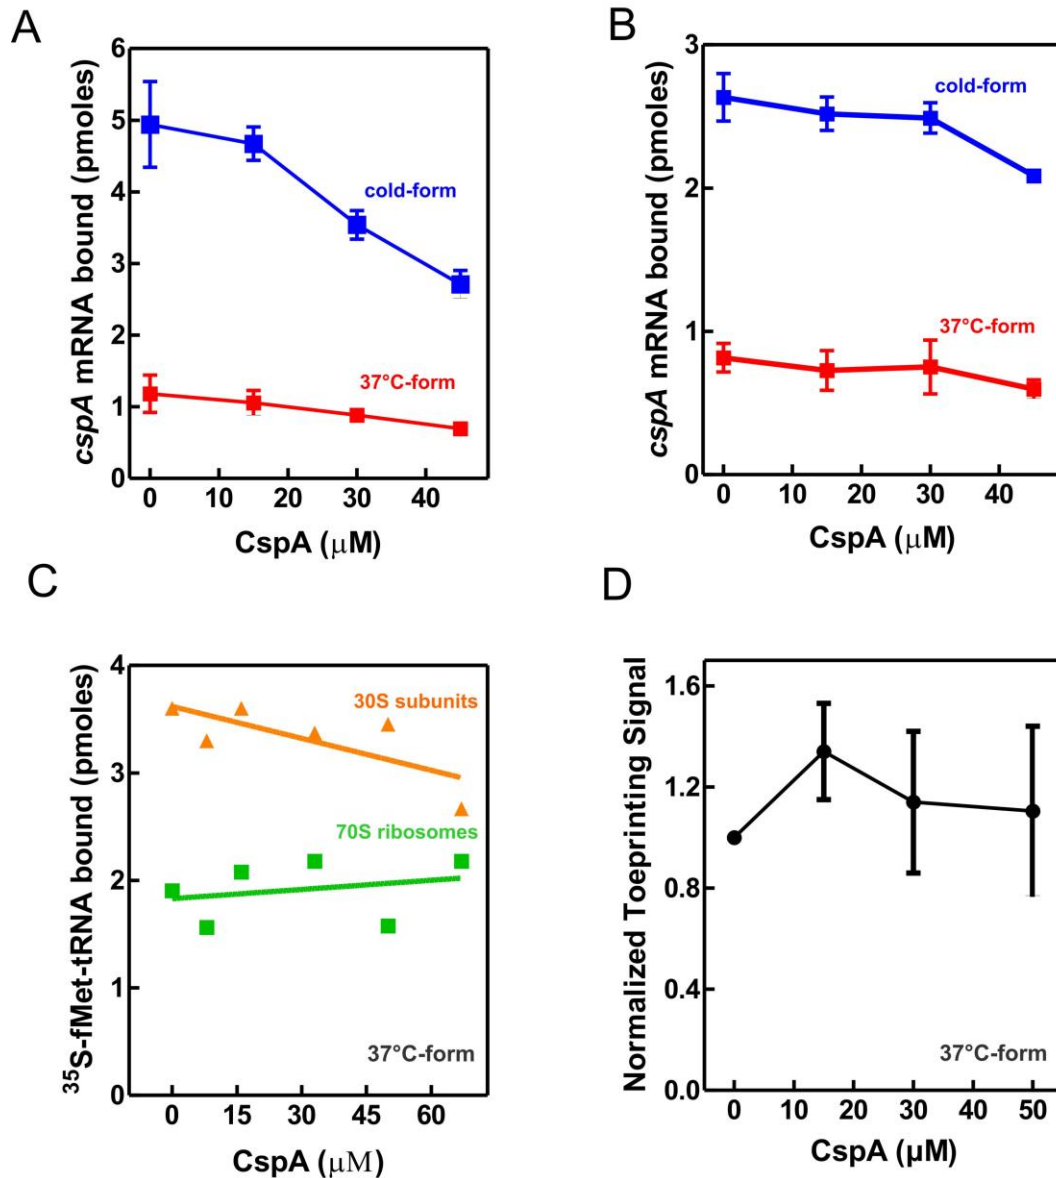 A
cspA mRNA bound (pmoles)
6
5
4
3
2
1
0
cold-form
37°C-form
0 10 20 30 40
CspA (μM)
B
cspA mRNA bound (pmoles)
3
2
1
0
cold-form
37°C-form
0 10 20 30 40
CspA (μM)
C
³⁵S-fMet-tRNA bound (pmoles)
4
3
2
1
0
30S subunits
70S ribosomes
37°C-form
0 15 30 45 60
CspA (μM)
D
Normalized Toeprinting Signal
1.6
1.2
0.8
0.4
0.0
37°C-form
0 10 20 30 40 50
CspA (μM)